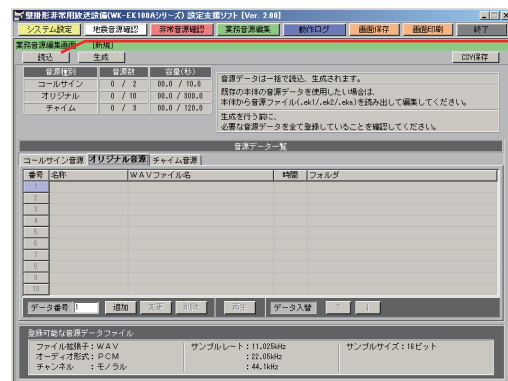 壁掛形非常用放送設備(WK-EK100Aシリーズ) 設定支援ソフト [Ver. 2.00]
システム設定 地震音源確認 非常音源確認 業務音源編集 動作ログ 画面保存 画面印刷 終了
業務音源編集画面 [新規]
読込 生成 CSV保存
音源種別 音源数 容量(秒)
コールサイン 0 / 2 00.0 / 10.0
オリジナル 0 / 10 00.0 / 300.0
チャイム 0 / 3 00.0 / 120.0
音源データは一括で読込、生成されます。
既存の本体の音源データを使用したい場合は、
本体から音源ファイル(.ek1/.ek2/.eka)を読み出して編集してください。
生成を行う前に、
必要な音源データを全て登録していることを確認してください。
音源データ一覧
コールサイン音源 オリジナル音源 チャイム音源
番号 名称 WAVファイル名 時間 フォルダ
1
2
3
4
5
6
7
8
9
10
データ番号 1 追加 変更 削除 再生 データ入替 ↑ ↓
登録可能な音源データファイル
ファイル拡張子：WAV サンプルレート：11.025kHz サンプルサイズ：16ビット
オーディオ形式：PCM ：22.05kHz
チャンネル ：モノラル ：44.1kHz